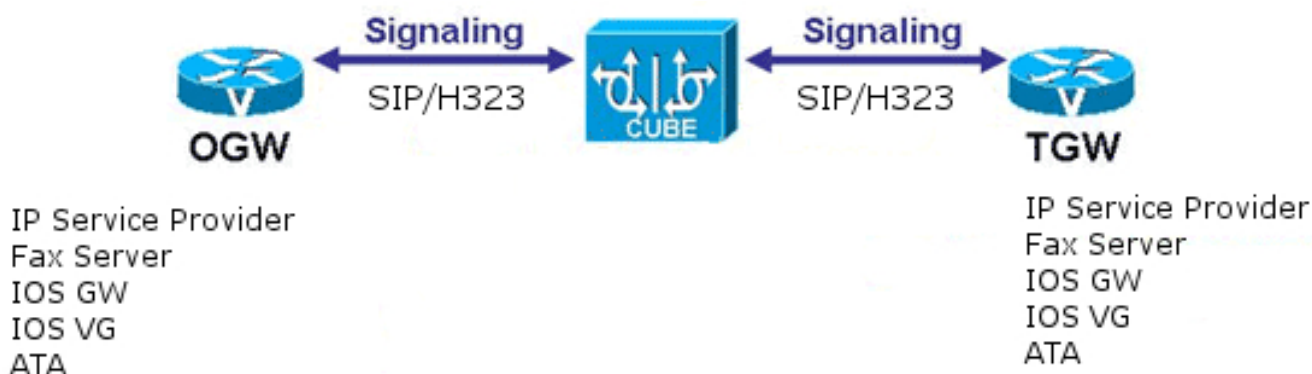 Signaling
SIP/H323
V
OGW
IP Service Provider
Fax Server
IOS GW
IOS VG
ATA
CUBE
Signaling
SIP/H323
V
TGW
IP Service Provider
Fax Server
IOS GW
IOS VG
ATA